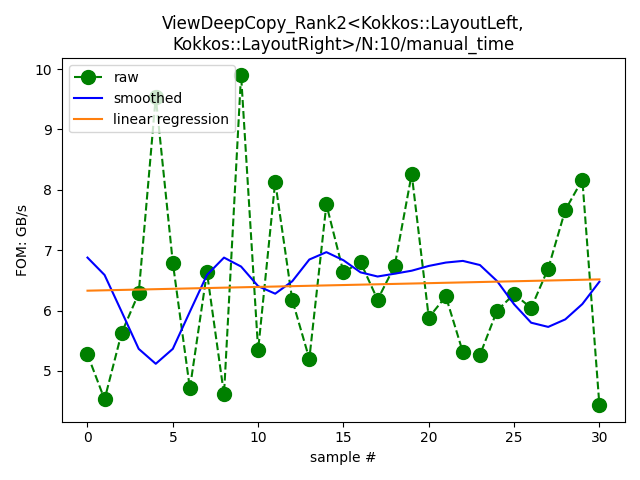 ViewDeepCopy_Rank2<Kokkos::LayoutLeft,
Kokkos::LayoutRight>/N:10/manual_time
10
9
8
7
6
5
FOM: GB/s
raw
smoothed
linear regression
0 5 10 15 20 25 30
sample #